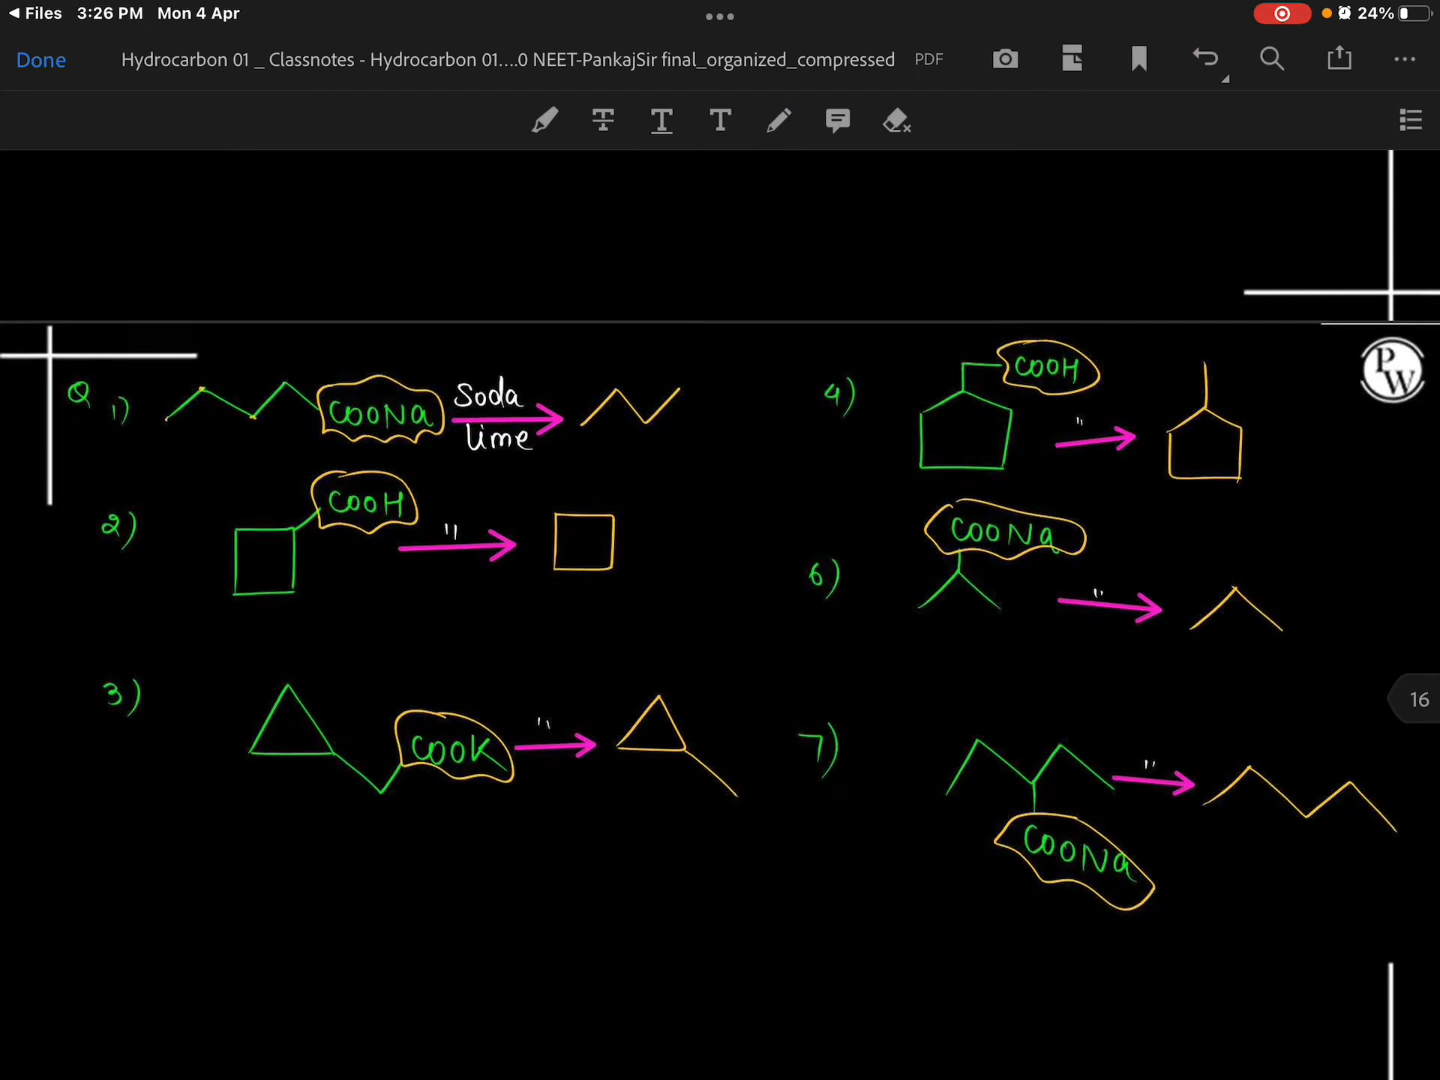 Files 3:26 PM Mon 4 Apr 24%
Done Hydrocarbon 01 _ Classnotes - Hydrocarbon 01....0 NEET-PankajSir final_organized_compressed PDF
T T T
PW
Q 1) COONa Soda lime
2) COOH "
3) COOK "
4) COOH "
6) COONa "
7) "
COONa
16